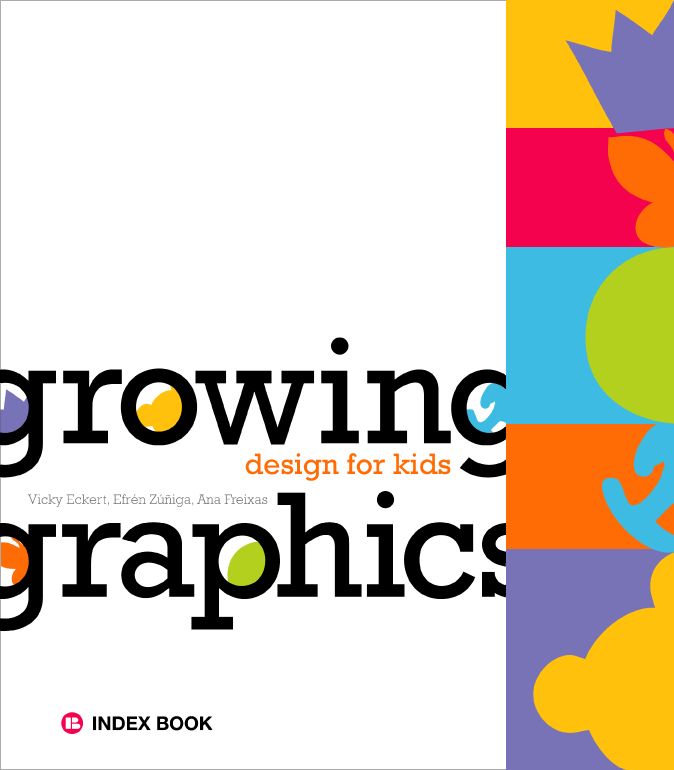 growing
design for kids
Vicky Eckert, Efrén Zúñiga, Ana Freixas
graphics
INDEX BOOK